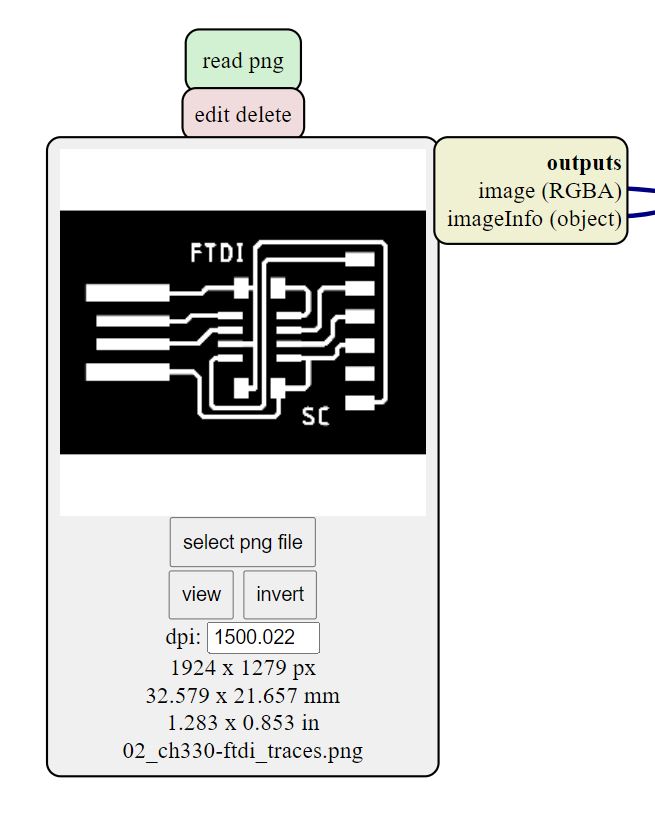 read png
edit delete
outputs
image (RGBA)
imageInfo (object)
FTDI
SC
select png file
view invert
dpi: 1500.022
1924 x 1279 px
32.579 x 21.657 mm
1.283 x 0.853 in
02_ch330-ftdi_traces.png